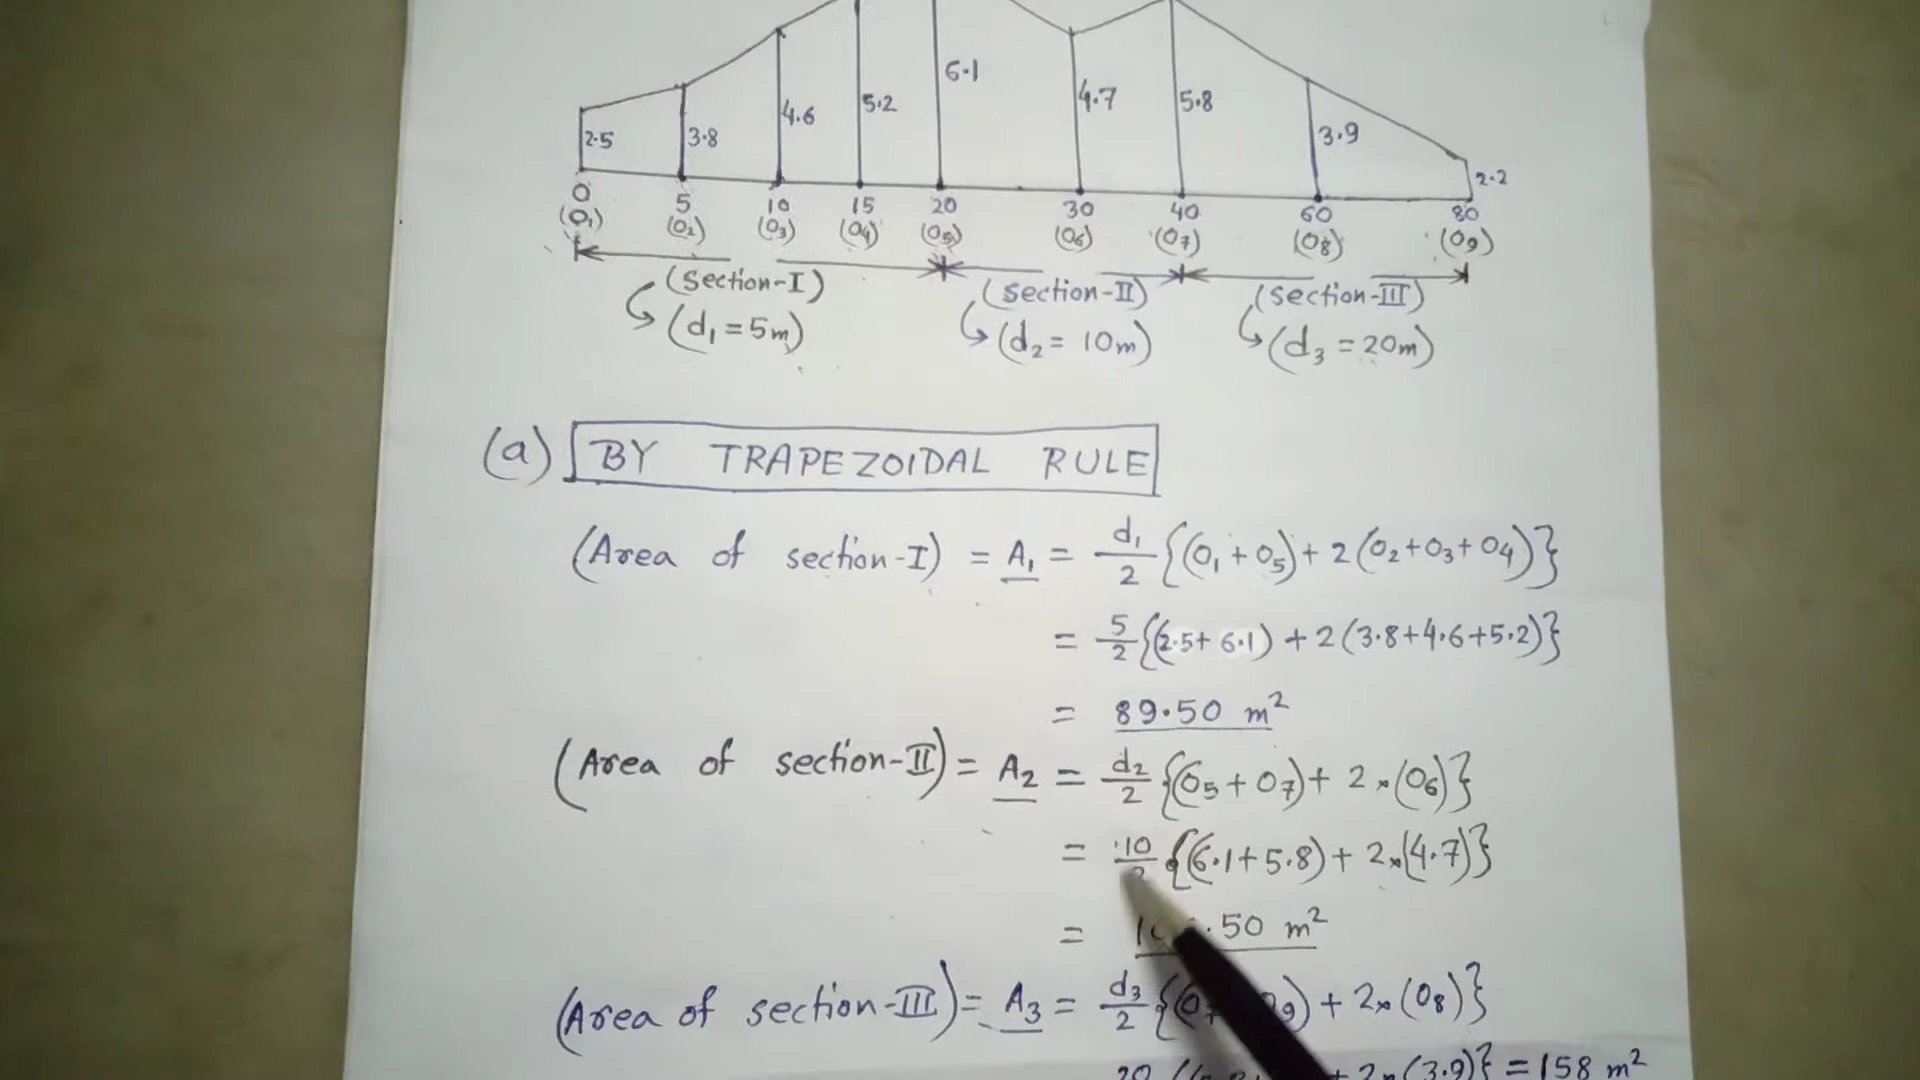 6.1
2.5 3.8 4.6 5.2 4.7 5.8 3.9 2.2
0 5 10 15 20 30 40 60 80
(O₁) (O₂) (O₃) (O₄) (O₅) (O₆) (O₇) (O₈) (O₉)
(Section-I) (Section-II) (Section-III)
(d₁ = 5m) (d₂ = 10m) (d₃ = 20m)
(a) BY TRAPEZOIDAL RULE
(Area of section-I) = A₁ = d₁/2 {(O₁ + O₅) + 2 (O₂+O₃+O₄)}
= 5/2 {(2.5+ 6.1) + 2 (3.8+4.6+5.2)}
= 89.50 m²
(Area of section-II) = A₂ = d₂/2 {(O₅ + O₇) + 2 × (O₆)}
= 10/2 {(6.1+5.8) + 2×(4.7)}
= .50 m²
(Area of section-III) = A₃ = d₃/2 {(O₇ ₉) + 2× (O₈)}
20 + 2×(3.9)} = 158 m²